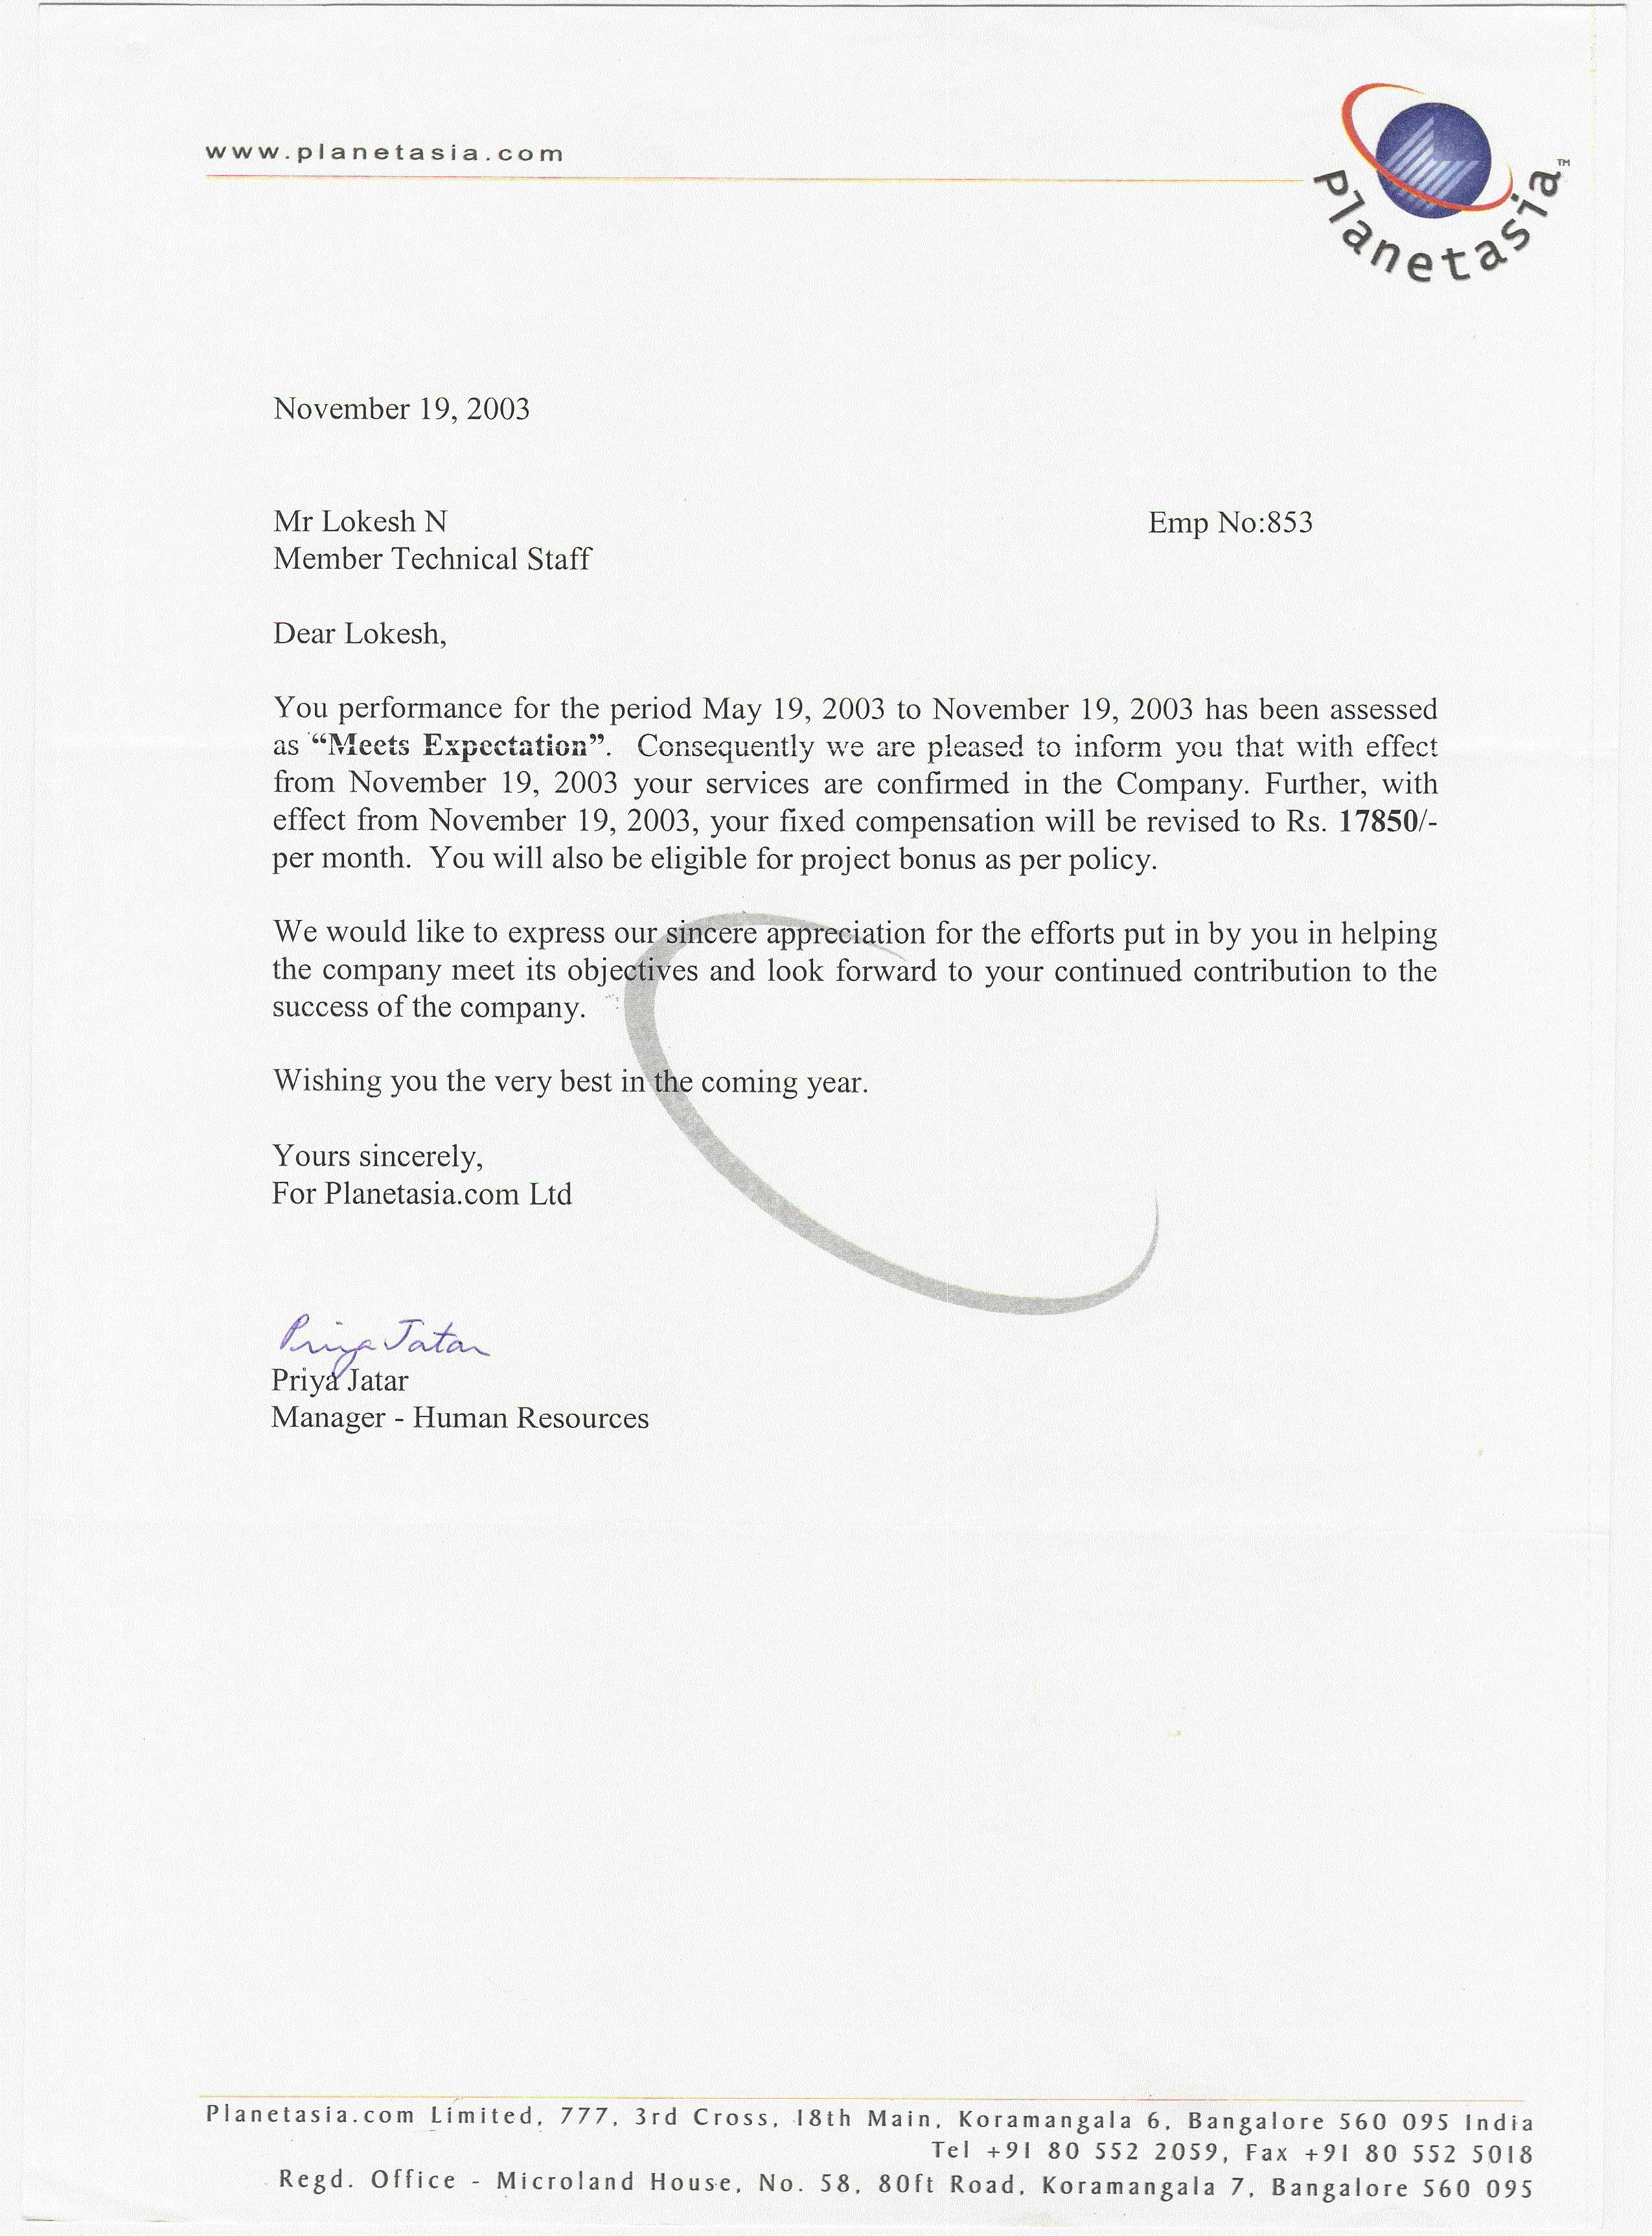 www.planetasia.com
Planetasia™
November 19, 2003
Mr Lokesh N Emp No:853
Member Technical Staff
Dear Lokesh,
You performance for the period May 19, 2003 to November 19, 2003 has been assessed
as “Meets Expectation”. Consequently we are pleased to inform you that with effect
from November 19, 2003 your services are confirmed in the Company. Further, with
effect from November 19, 2003, your fixed compensation will be revised to Rs. 17850/-
per month. You will also be eligible for project bonus as per policy.
We would like to express our sincere appreciation for the efforts put in by you in helping
the company meet its objectives and look forward to your continued contribution to the
success of the company.
Wishing you the very best in the coming year.
Yours sincerely,
For Planetasia.com Ltd
Priya Jatar
Priya Jatar
Manager - Human Resources
Planetasia.com Limited, 777, 3rd Cross, 18th Main, Koramangala 6, Bangalore 560 095 India
Tel +91 80 552 2059, Fax +91 80 552 5018
Regd. Office - Microland House, No. 58, 80ft Road, Koramangala 7, Bangalore 560 095